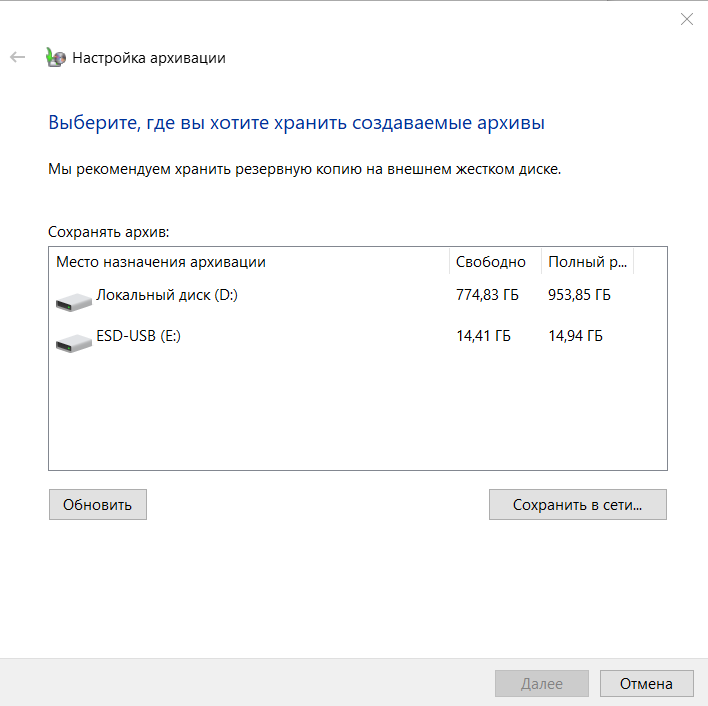 Настройка архивации
Выберите, где вы хотите хранить создаваемые архивы
Мы рекомендуем хранить резервную копию на внешнем жестком диске.
Сохранять архив:
Место назначения архивации Свободно Полный р...
Локальный диск (D:) 774,83 ГБ 953,85 ГБ
ESD-USB (E:) 14,41 ГБ 14,94 ГБ
Обновить Сохранить в сети...
Далее Отмена